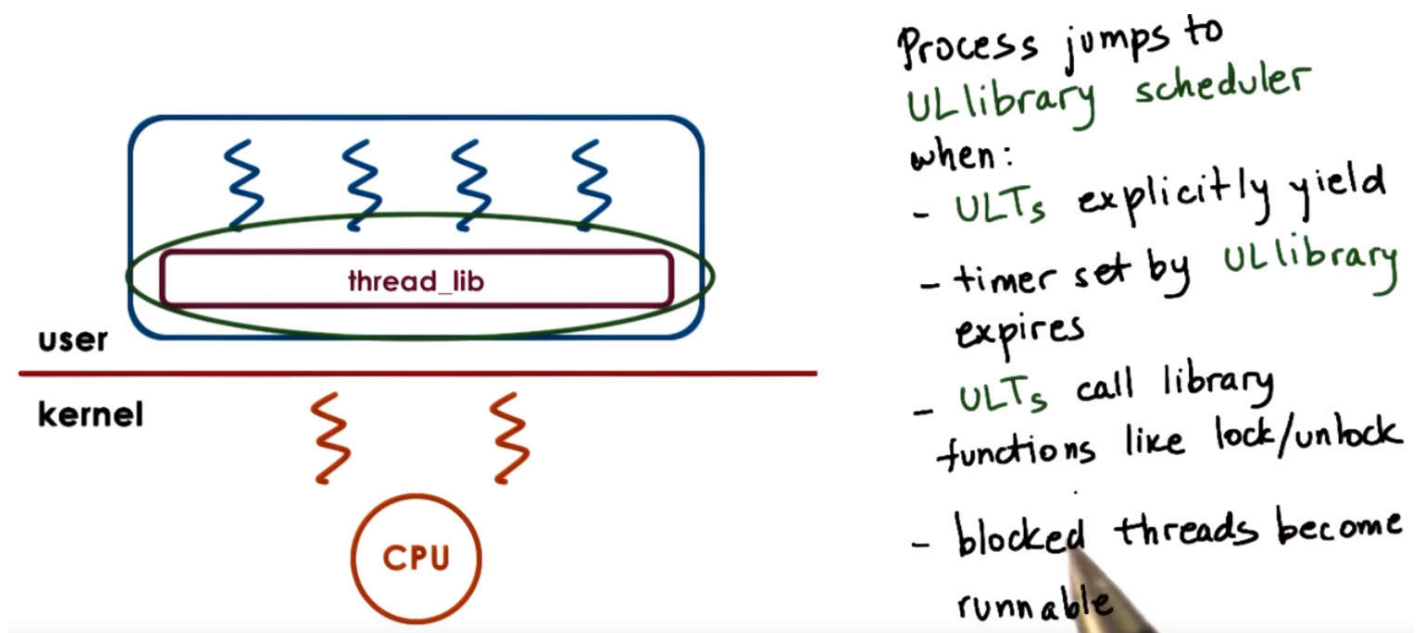 thread_lib
user
kernel
CPU
Process jumps to
ULlibrary scheduler
when:
- ULTs explicitly yield
- timer set by ULlibrary
expires
- ULTs call library
functions like lock/unlock
- blocked threads become
runnable